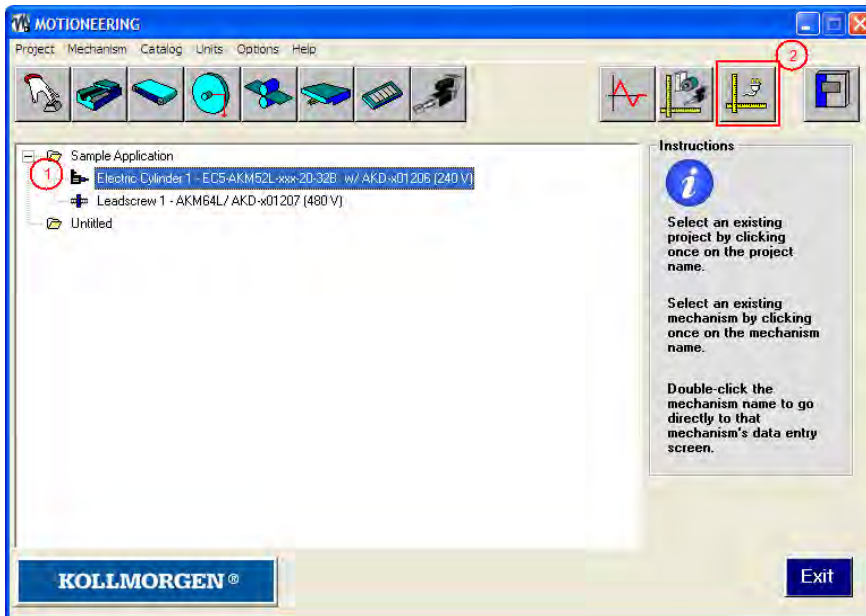 MOTIONEERING
Project Mechanism Catalog Units Options Help
2
Sample Application
1
Electric Cylinder 1 - EC5-AKM52L-xxx-20-32B w/ AKD-x01206 (240 V)
Leadscrew 1 - AKM64L/ AKD-x01207 (480 V)
Untitled
Instructions
i
Select an existing
project by clicking
once on the project
name.
Select an existing
mechanism by clicking
once on the mechanism
name.
Double-click the
mechanism name to go
directly to that
mechanism's data entry
screen.
KOLLMORGEN ®
Exit